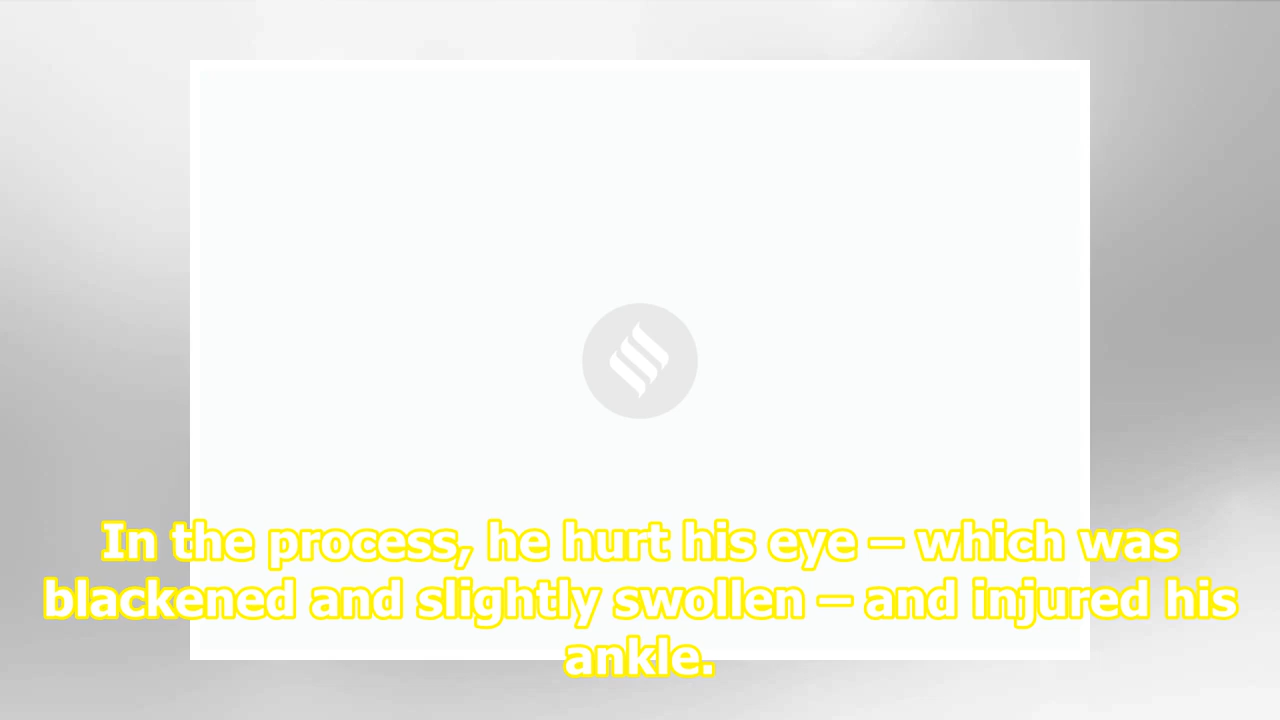 In the process, he hurt his eye – which was
blackened and slightly swollen – and injured his
ankle.